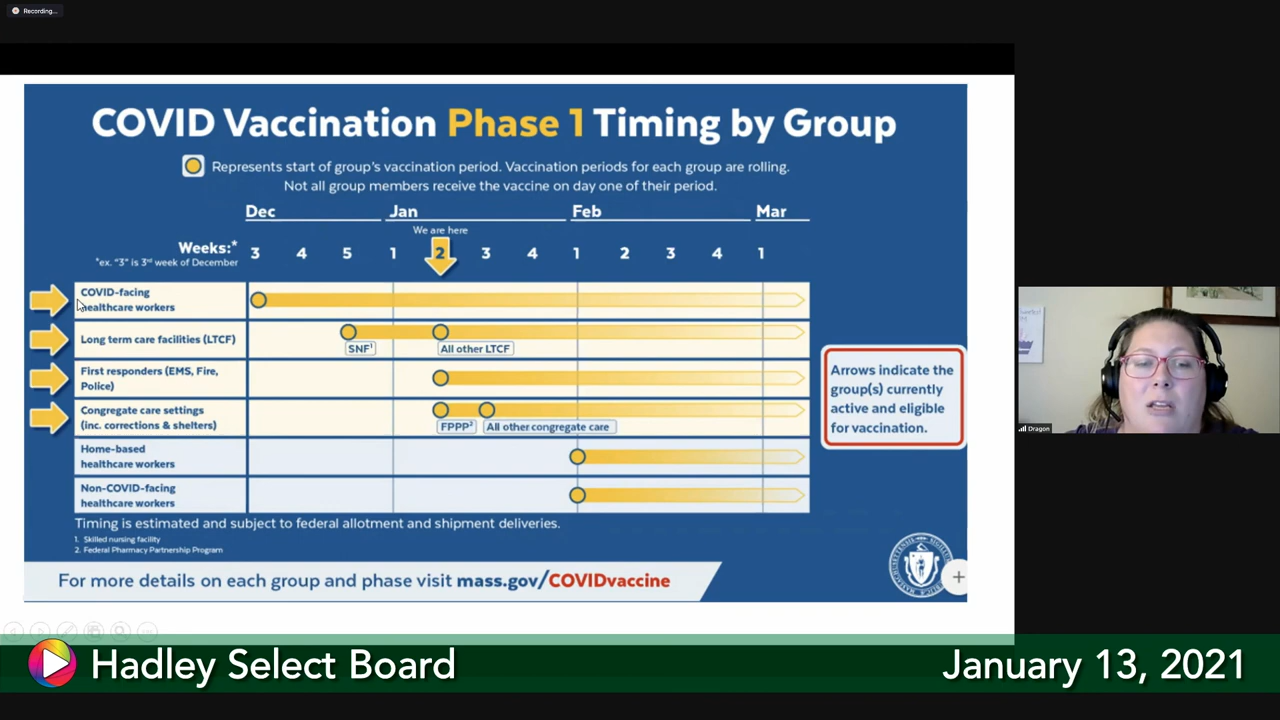 Recording...
COVID Vaccination Phase 1 Timing by Group
Represents start of group's vaccination period. Vaccination periods for each group are rolling.
Not all group members receive the vaccine on day one of their period.
Dec Jan Feb Mar
We are here
Weeks:* 3 4 5 1 2 3 4 1 2 3 4 1
*ex. "3" is 3rd week of December
COVID-facing
healthcare workers
Long term care facilities (LTCF)
SNF¹ All other LTCF
First responders (EMS, Fire,
Police)
Congregate care settings
(inc. corrections & shelters)
FPPP² All other congregate care
Home-based
healthcare workers
Non-COVID-facing
healthcare workers
Arrows indicate the
group(s) currently
active and eligible
for vaccination.
Timing is estimated and subject to federal allotment and shipment deliveries.
1. Skilled nursing facility
2. Federal Pharmacy Partnership Program
For more details on each group and phase visit mass.gov/COVIDvaccine
Dragon
Hadley Select Board
January 13, 2021